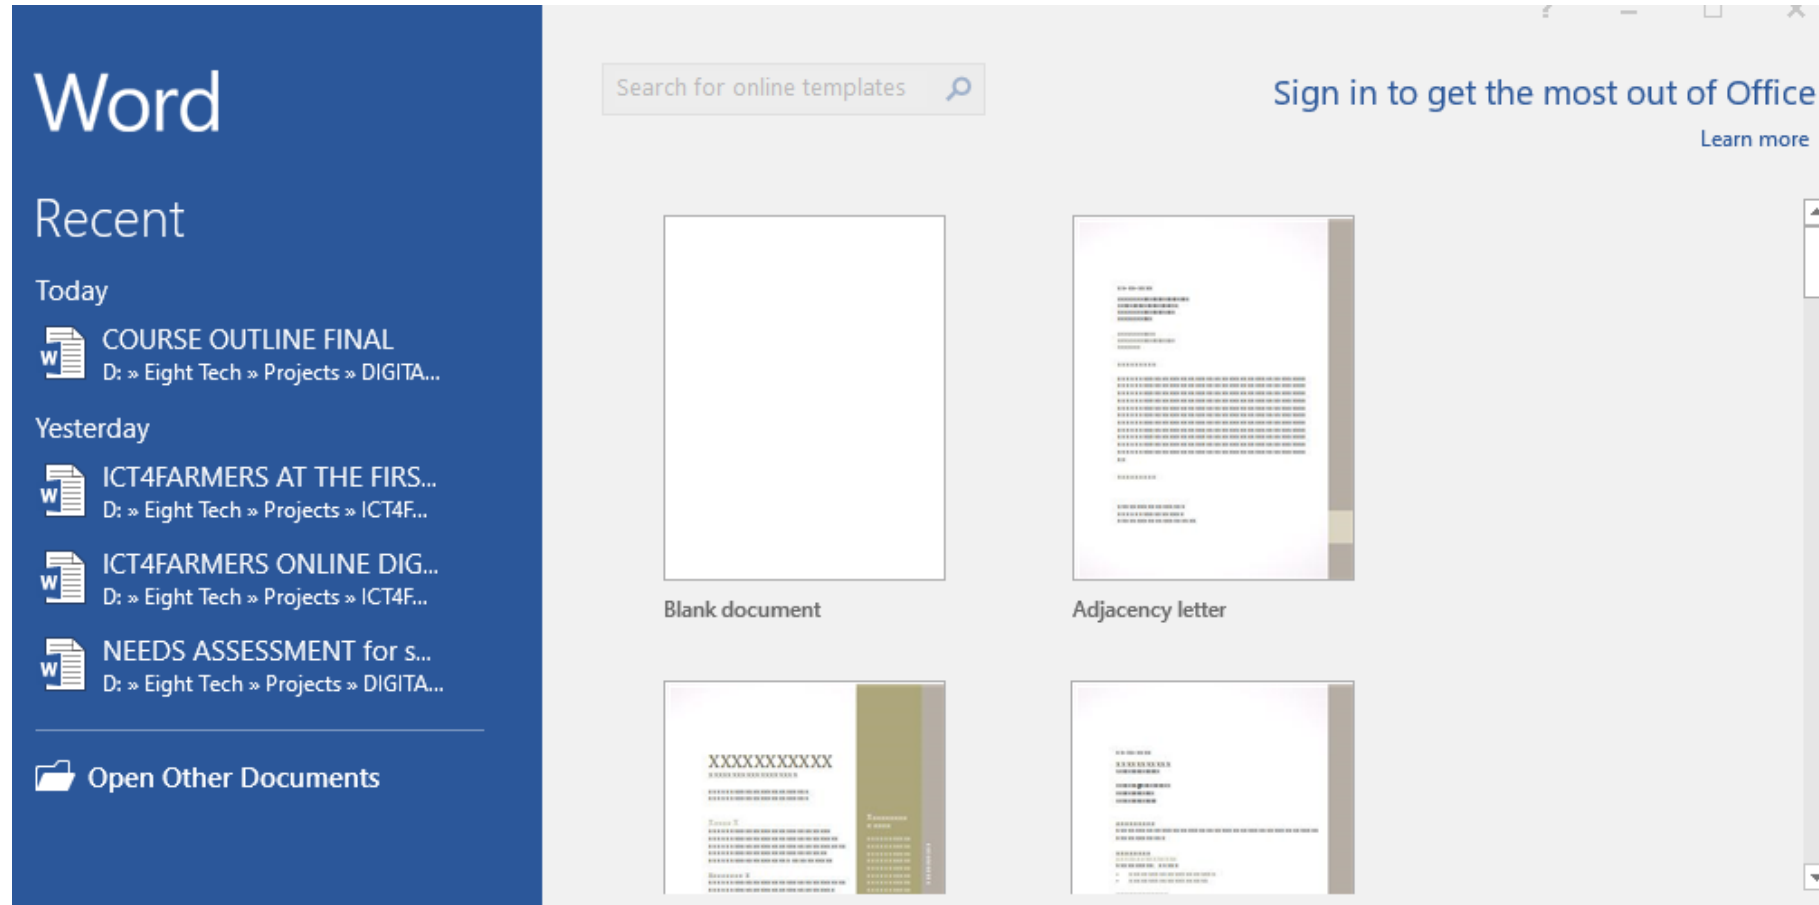 Word
Recent
Today
COURSE OUTLINE FINAL
D: » Eight Tech » Projects » DIGITA...
Yesterday
ICT4FARMERS AT THE FIRS...
D: » Eight Tech » Projects » ICT4F...
ICT4FARMERS ONLINE DIG...
D: » Eight Tech » Projects » ICT4F...
NEEDS ASSESSMENT for s...
D: » Eight Tech » Projects » DIGITA...
Open Other Documents
Search for online templates
Sign in to get the most out of Office
Learn more
Blank document
Adjacency letter
XXXXXXXXXXX